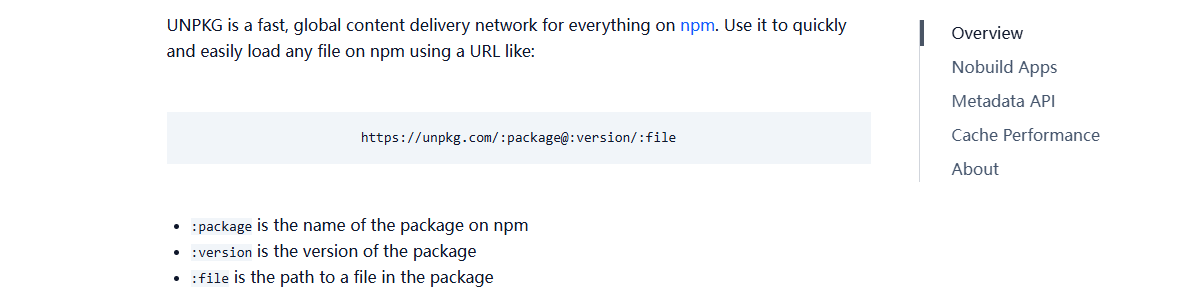 UNPKG is a fast, global content delivery network for everything on npm. Use it to quickly
and easily load any file on npm using a URL like:
https://unpkg.com/:package@:version/:file
• :package is the name of the package on npm
• :version is the version of the package
• :file is the path to a file in the package
Overview
Nobuild Apps
Metadata API
Cache Performance
About